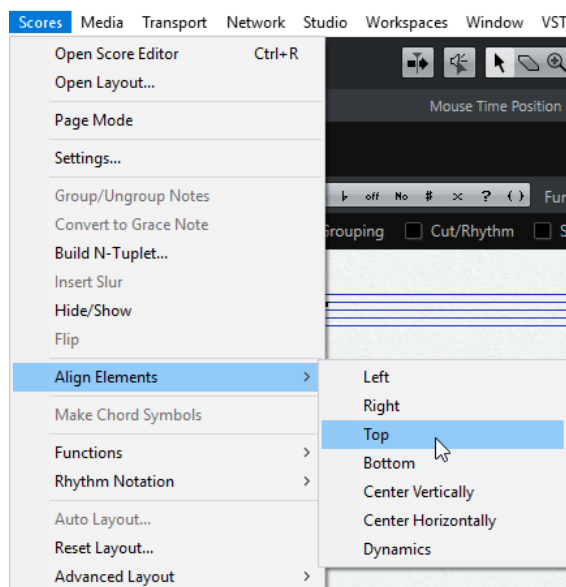 Scores Media Transport Network Studio Workspaces Window VST
Open Score Editor Ctrl+R
Open Layout...
Mouse Time Position
Page Mode
Settings...
Group/Ungroup Notes
off No # x ? ( ) Fun
Convert to Grace Note
Grouping Cut/Rhythm S
Build N-Tuplet...
Insert Slur
Hide/Show
Flip
Align Elements
Left
Right
Make Chord Symbols
Top
Functions
Bottom
Rhythm Notation
Center Vertically
Auto Layout...
Center Horizontally
Reset Layout...
Dynamics
Advanced Layout